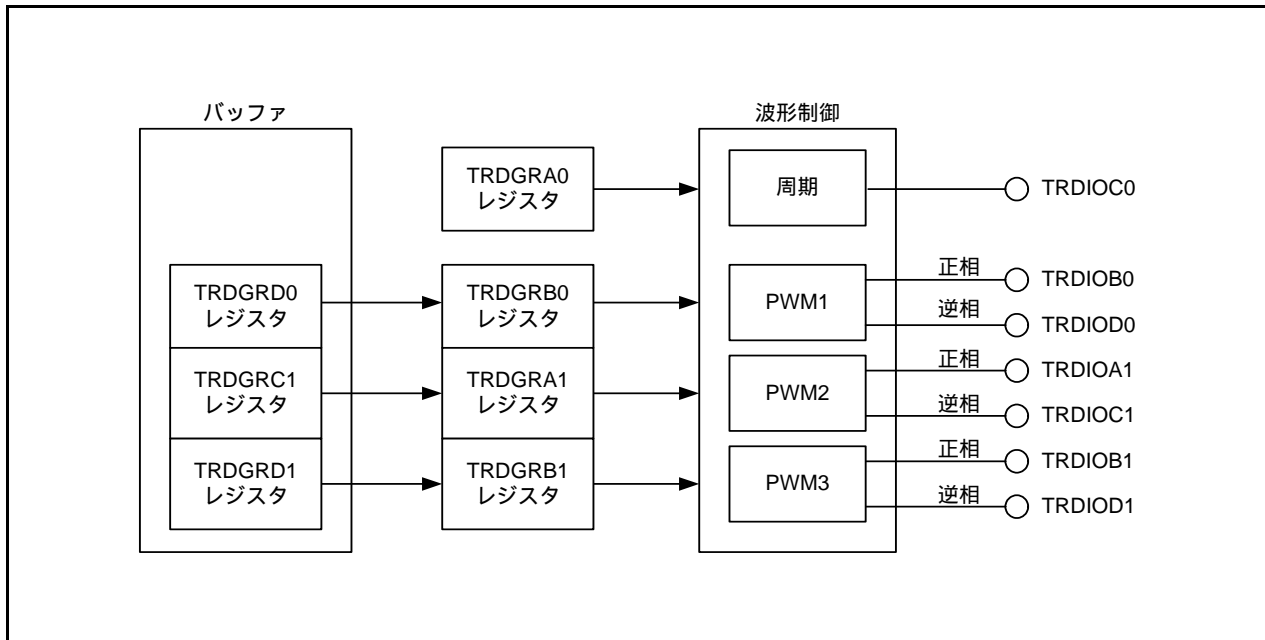 バッファ
波形制御
TRDGRA0
レジスタ
周期
TRDIOC0
TRDGRD0
レジスタ
TRDGRB0
レジスタ
PWM1
正相
TRDIOB0
逆相
TRDIOD0
TRDGRC1
レジスタ
TRDGRA1
レジスタ
PWM2
正相
TRDIOA1
逆相
TRDIOC1
TRDGRD1
レジスタ
TRDGRB1
レジスタ
PWM3
正相
TRDIOB1
逆相
TRDIOD1